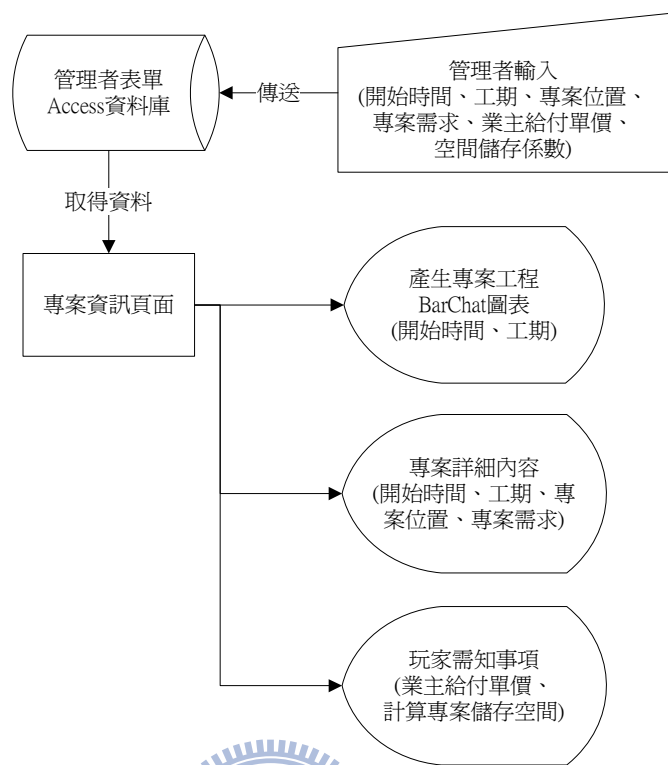 管理者表單
Access資料庫
傳送
管理者輸入
(開始時間、工期、專案位置、
專案需求、業主給付單價、
空間儲存係數)
取得資料
專案資訊頁面
產生專案工程
BarChat圖表
(開始時間、工期)
專案詳細內容
(開始時間、工期、專
案位置、專案需求)
玩家需知事項
(業主給付單價、
計算專案儲存空間)